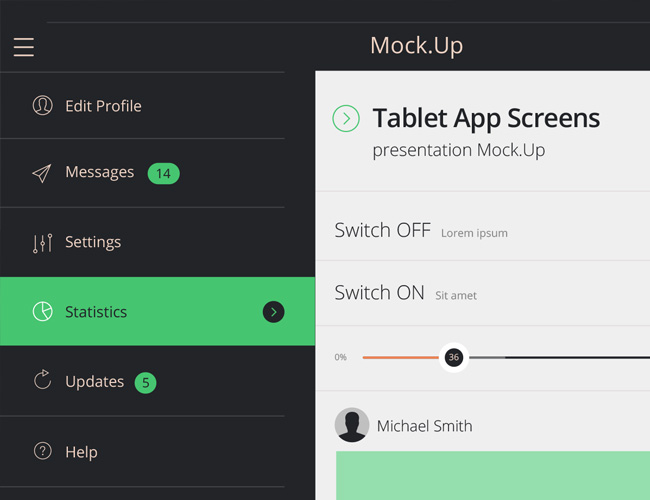 Mock.Up
Edit Profile
Messages 14
Settings
Statistics
Updates 5
? Help
Tablet App Screens
presentation Mock.Up
Switch OFF Lorem ipsum
Switch ON Sit amet
0% 36
Michael Smith